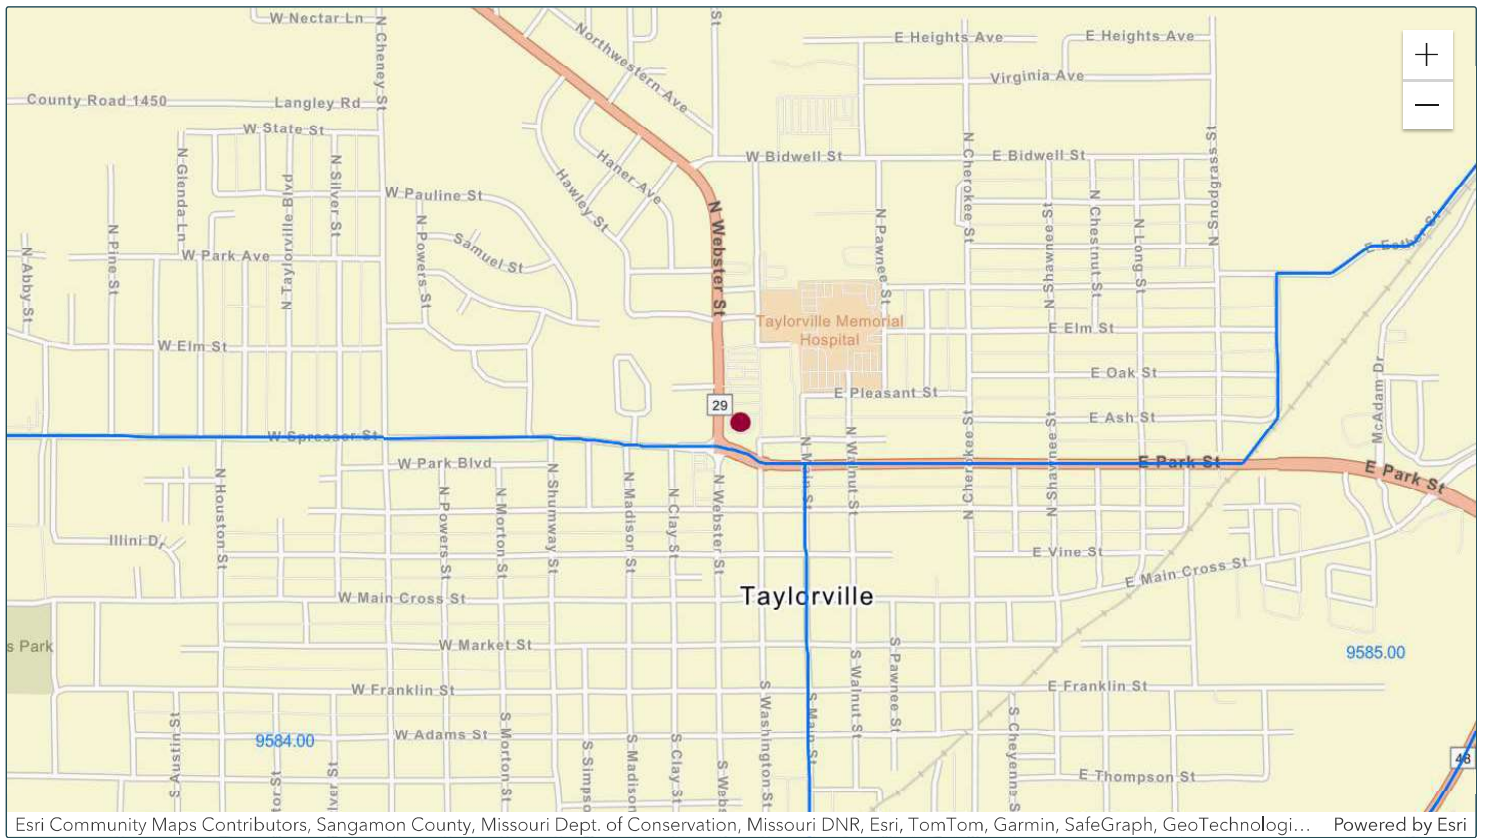 W Nectar Ln
N Cheney St
St
Northwestern Ave
E Heights Ave
E Heights Ave
Virginia Ave
County Road 1450
Langley Rd
W State St
W Bidwell St
E Bidwell St
N Glenda Ln
N Taylorville Blvd
N Silver St
W Pauline St
Haner Ave
Hawley St
N Webster St
N Cherokee St
N Snodgrass St
N Abby St
N Pine St
W Park Ave
N Powers St
Samuel St
N Pawnee St
N Shawnee St
N Chestnut St
N Long St
E Esther St
Taylorville Memorial
Hospital
W Elm St
E Elm St
E Oak St
E Pleasant St
E Ash St
McAdam Dr
29
W Spresser St
W Park Blvd
N Main St
N Walnut St
N Cherokee St
N Shawnee St
E Park St
E Park St
N Houston St
N Powers St
N Morton St
N Shumway St
N Madison St
N Clay St
N Webster St
Illini Dr
E Vine St
E Main Cross St
W Main Cross St
Taylorville
s Park
W Market St
9585.00
W Franklin St
E Franklin St
S Washington St
S Main St
S Walnut St
S Pawnee St
S Austin St
9584.00
tor St
lver St
W Adams St
S Morton St
S Simpso
S Madison
S Clay St
S Webs
S Cheyenne S
E Thompson St
48
Esri Community Maps Contributors, Sangamon County, Missouri Dept. of Conservation, Missouri DNR, Esri, TomTom, Garmin, SafeGraph, GeoTechnologi... Powered by Esri